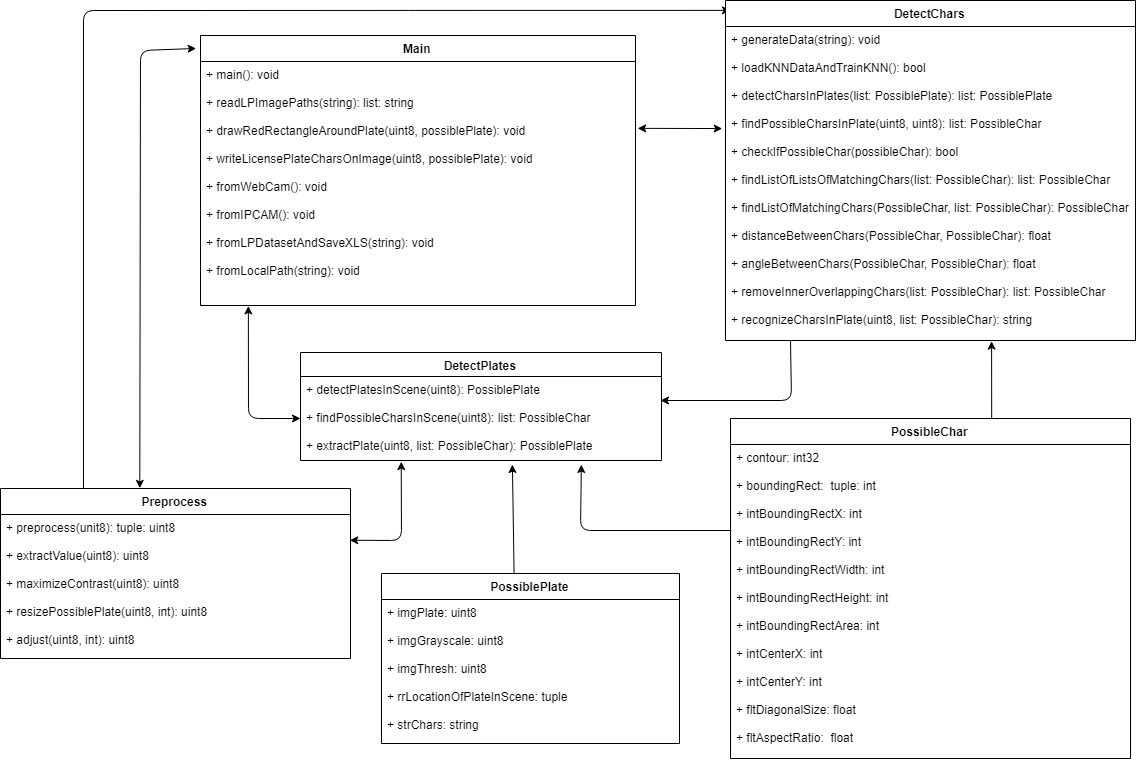 Main
+ main(): void
+ readLPImagePaths(string): list: string
+ drawRedRectangleAroundPlate(uint8, possiblePlate): void
+ writeLicensePlateCharsOnImage(uint8, possiblePlate): void
+ fromWebCam(): void
+ fromIPCAM(): void
+ fromLPDatasetAndSaveXLS(string): void
+ fromLocalPath(string): void
DetectChars
+ generateData(string): void
+ loadKNNDataAndTrainKNN(): bool
+ detectCharsInPlates(list: PossiblePlate): list: PossiblePlate
+ findPossibleCharsInPlate(uint8, uint8): list: PossibleChar
+ checkIfPossibleChar(possibleChar): bool
+ findListOfListsOfMatchingChars(list: PossibleChar): list: PossibleChar
+ findListOfMatchingChars(PossibleChar, list: PossibleChar): PossibleChar
+ distanceBetweenChars(PossibleChar, PossibleChar): float
+ angleBetweenChars(PossibleChar, PossibleChar): float
+ removeInnerOverlappingChars(list: PossibleChar): list: PossibleChar
+ recognizeCharsInPlate(uint8, list: PossibleChar): string
DetectPlates
+ detectPlatesInScene(uint8): PossiblePlate
+ findPossibleCharsInScene(uint8): list: PossibleChar
+ extractPlate(uint8, list: PossibleChar): PossiblePlate
Preprocess
+ preprocess(unit8): tuple: uint8
+ extractValue(uint8): uint8
+ maximizeContrast(uint8): uint8
+ resizePossiblePlate(uint8, int): uint8
+ adjust(uint8, int): uint8
PossiblePlate
+ imgPlate: uint8
+ imgGrayscale: uint8
+ imgThresh: uint8
+ rrLocationOfPlateInScene: tuple
+ strChars: string
PossibleChar
+ contour: int32
+ boundingRect: tuple: int
+ intBoundingRectX: int
+ intBoundingRectY: int
+ intBoundingRectWidth: int
+ intBoundingRectHeight: int
+ intBoundingRectArea: int
+ intCenterX: int
+ intCenterY: int
+ fltDiagonalSize: float
+ fltAspectRatio: float